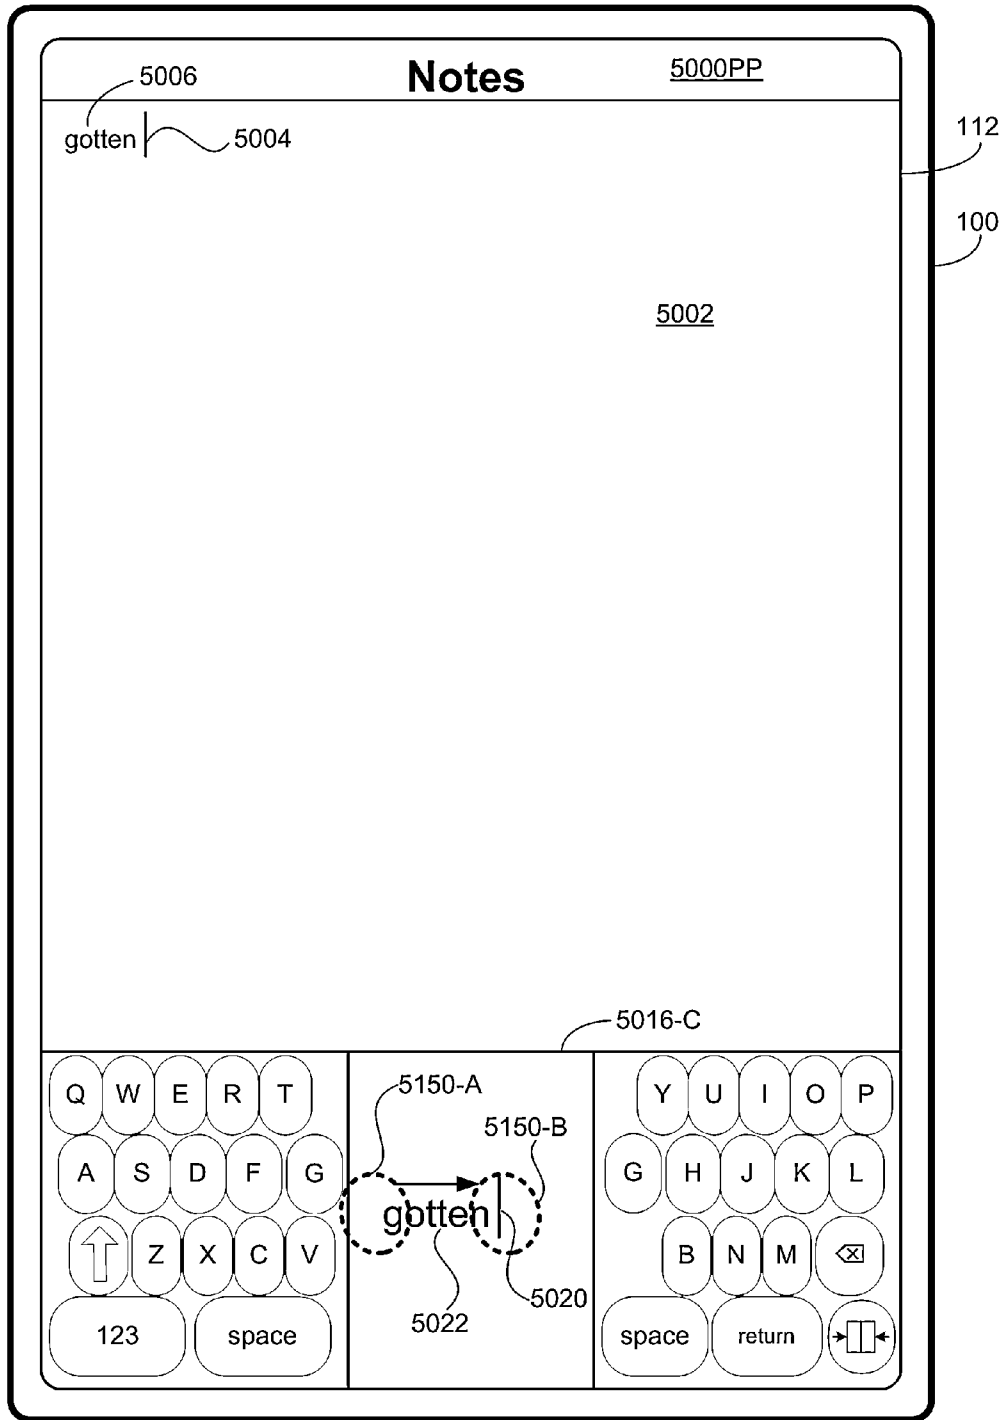 Notes
5000PP
5006
gotten
5004
112
100
5002
5016-C
Q W E R T
5150-A
Y U I O P
5150-B
A S D F G
G H J K L
gotten
Z X C V
B N M
5020
5022
123 space
space return